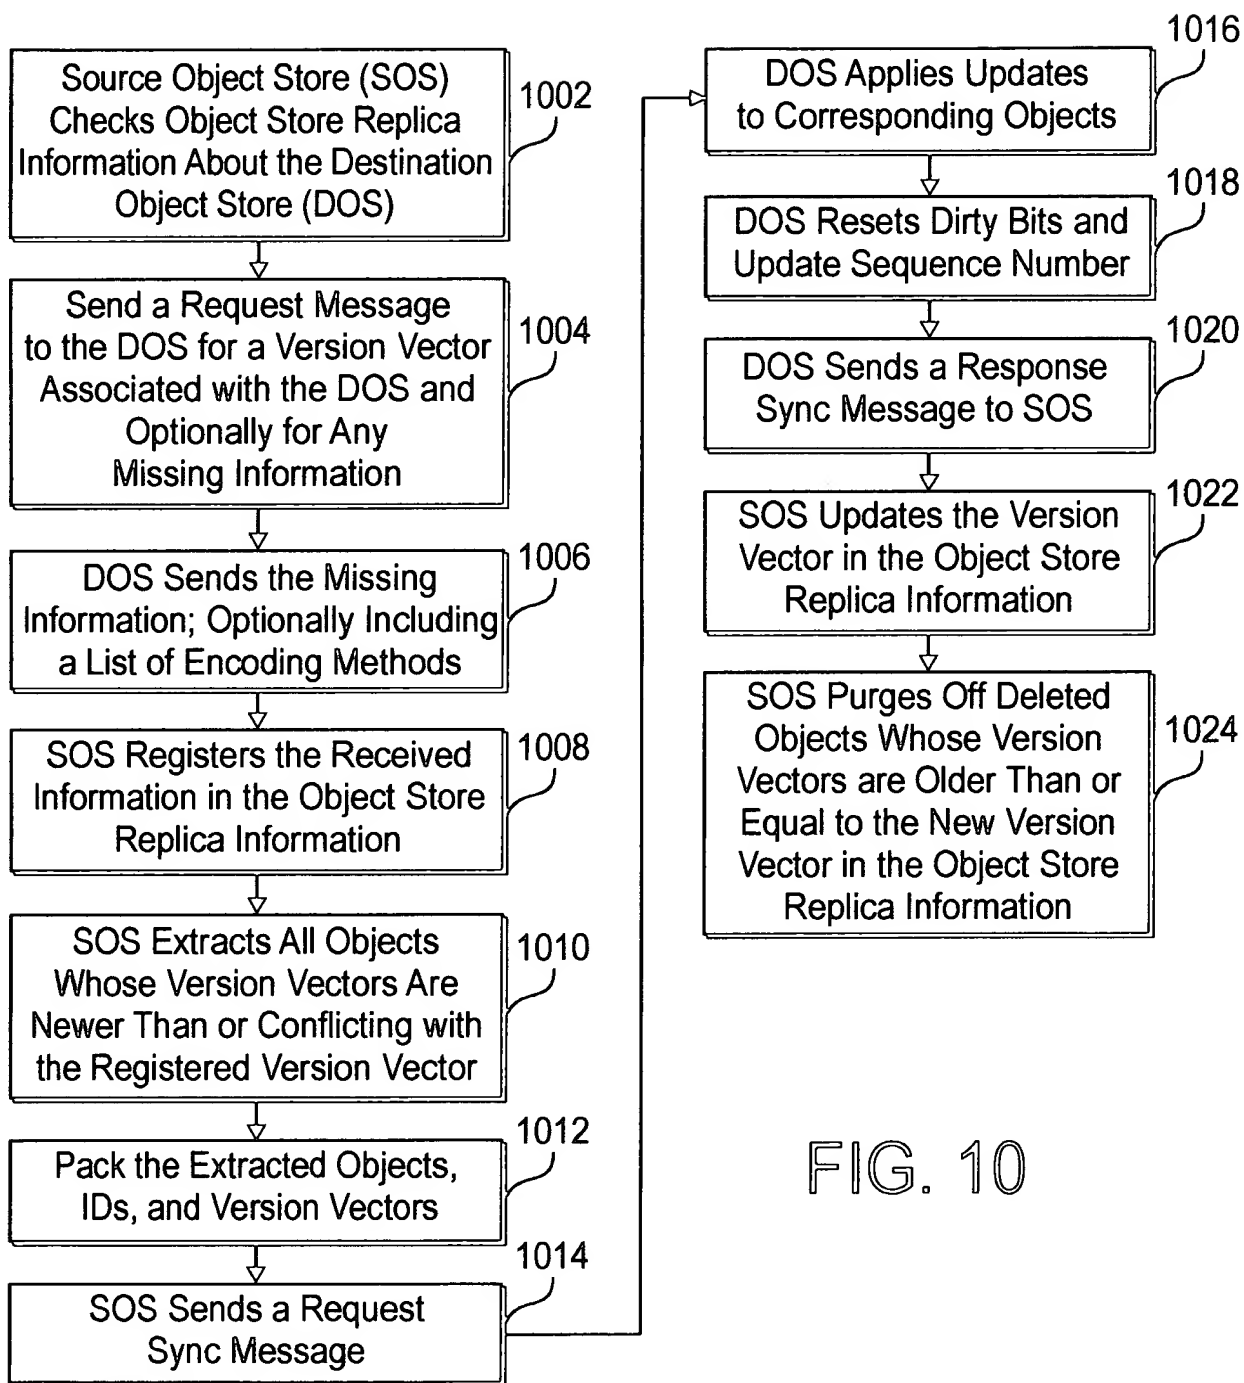 Source Object Store (SOS)
Checks Object Store Replica
Information About the Destination
Object Store (DOS)
1002
Send a Request Message
to the DOS for a Version Vector
Associated with the DOS and
Optionally for Any
Missing Information
1004
DOS Sends the Missing
Information; Optionally Including
a List of Encoding Methods
1006
SOS Registers the Received
Information in the Object Store
Replica Information
1008
SOS Extracts All Objects
Whose Version Vectors Are
Newer Than or Conflicting with
the Registered Version Vector
1010
Pack the Extracted Objects,
IDs, and Version Vectors
1012
SOS Sends a Request
Sync Message
1014
DOS Applies Updates
to Corresponding Objects
1016
DOS Resets Dirty Bits and
Update Sequence Number
1018
DOS Sends a Response
Sync Message to SOS
1020
SOS Updates the Version
Vector in the Object Store
Replica Information
1022
SOS Purges Off Deleted
Objects Whose Version
Vectors are Older Than or
Equal to the New Version
Vector in the Object Store
Replica Information
1024
FIG. 10